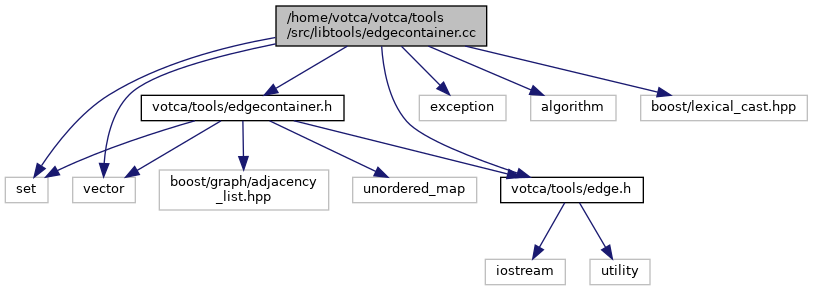 /home/votca/votca/tools
/src/libtools/edgecontainer.cc
votca/tools/edgecontainer.h
exception
algorithm
boost/lexical_cast.hpp
set
vector
boost/graph/adjacency
_list.hpp
unordered_map
votca/tools/edge.h
iostream
utility